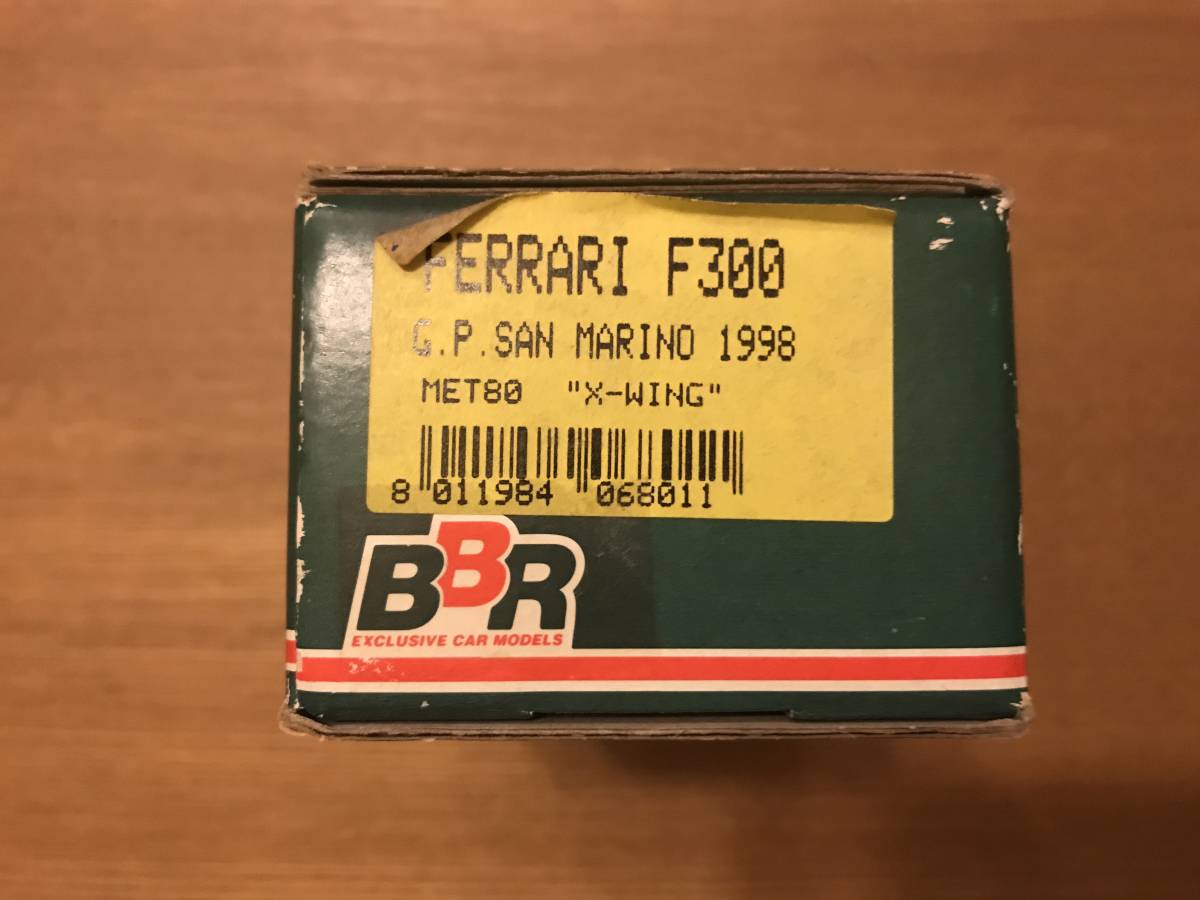 FERRARI F300
G.P.SAN MARINO 1998
MET80 "X-WING"
8 011984 068011
BBR
EXCLUSIVE CAR MODELS